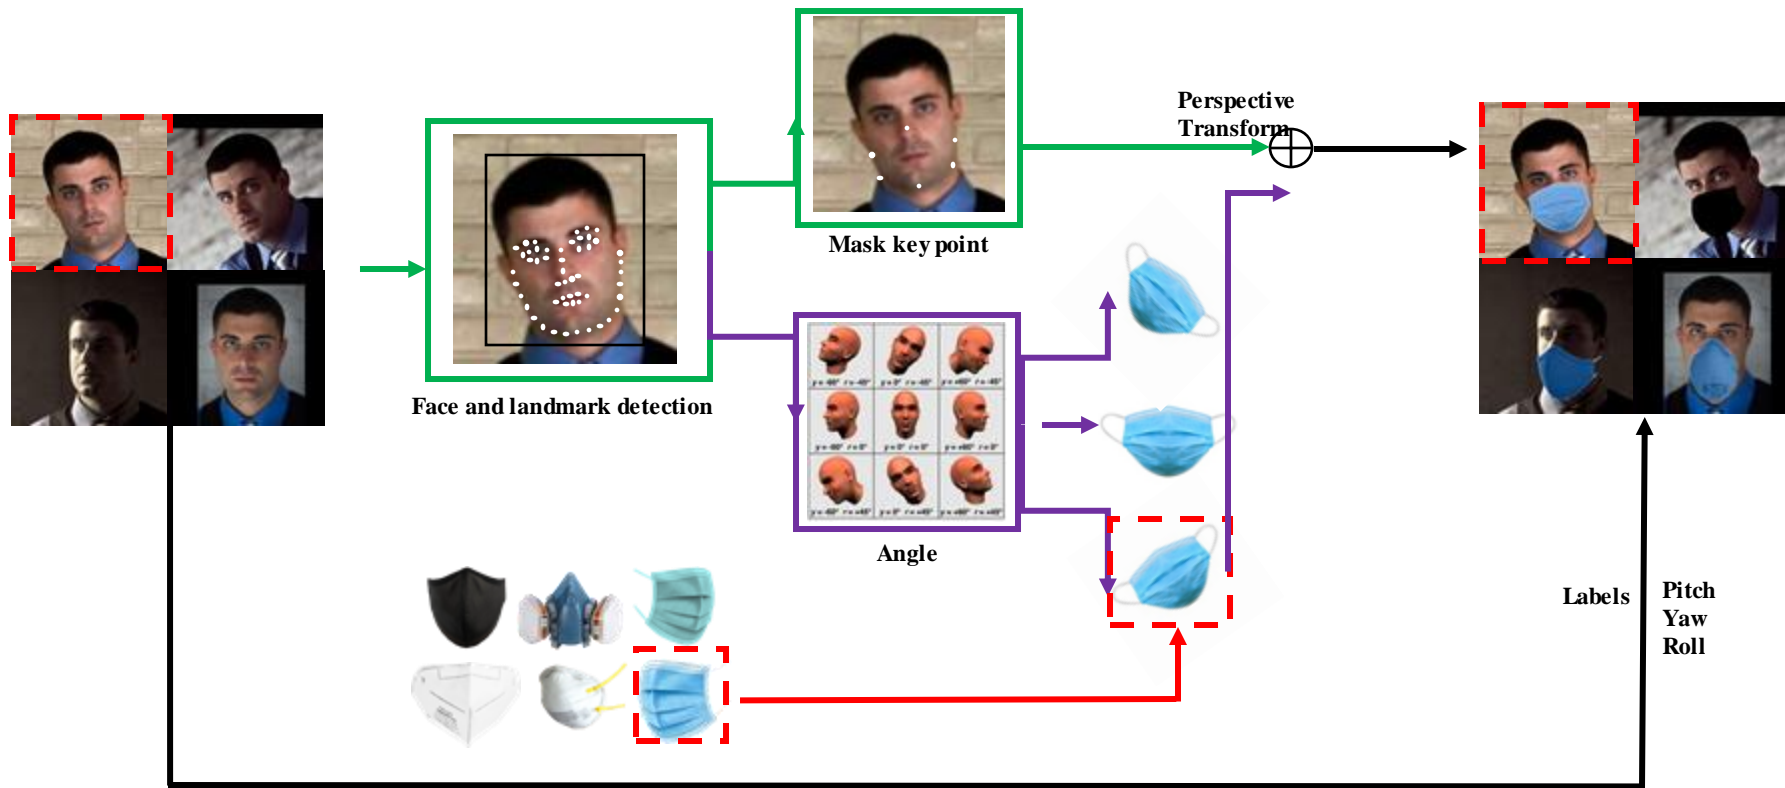 Perspective
Transform
Mask key point
Face and landmark detection
Angle
Labels
Pitch
Yaw
Roll